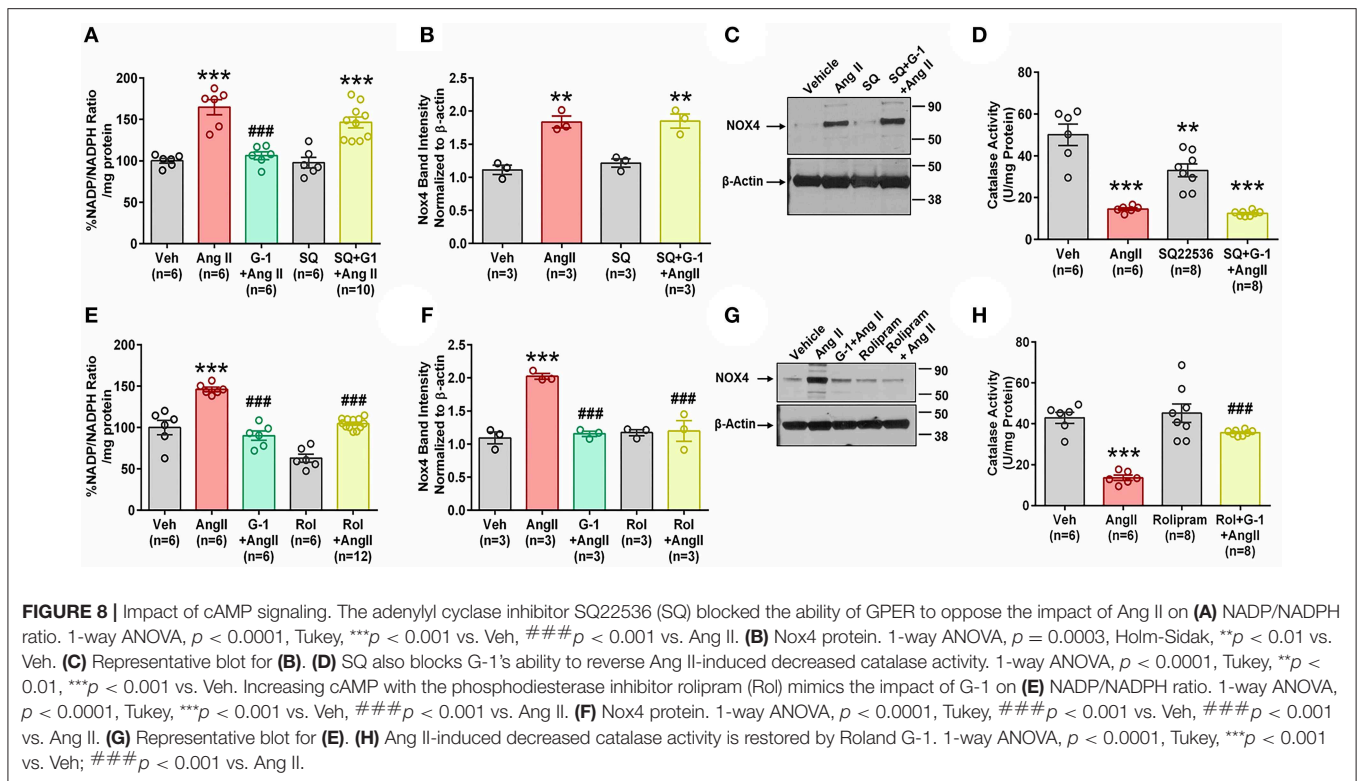 A
%NADP/NADPH Ratio
/mg protein
200
150
100
50
0
***
###
***
Veh
(n=6)
Ang II
(n=6)
G-1
+Ang II
(n=6)
SQ
(n=6)
SQ+G1
+Ang II
(n=10)
B
Nox4 Band Intensity
Normalized to β-actin
2.5
2.0
1.5
1.0
0.5
0.0
**
**
Veh
(n=3)
AngII
(n=3)
SQ
(n=3)
SQ+G-1
+AngII
(n=3)
C
Vehicle
Ang II
SQ
SQ+G-1
+Ang II
NOX4
β-Actin
90
50
50
38
D
Catalase Activity
(U/mg Protein)
80
60
40
20
0
***
**
***
Veh
(n=6)
AngII
(n=6)
SQ22536
(n=8)
SQ+G-1
+AngII
(n=8)
E
%NADP/NADPH Ratio
/mg protein
200
150
100
50
0
***
###
###
Veh
(n=6)
AngII
(n=6)
G-1
+AngII
(n=6)
Rol
(n=6)
Rol
+AngII
(n=12)
F
Nox4 Band Intensity
Normalized to β-actin
2.5
2.0
1.5
1.0
0.5
0.0
***
###
###
Veh
(n=3)
AngII
(n=3)
G-1
+AngII
(n=3)
Rol
(n=3)
Rol
+AngII
(n=3)
G
Vehicle
Ang II
G-1+Ang II
Rolipram
Rolipram
+ Ang II
NOX4
β-Actin
90
50
50
38
H
Catalase Activity
(U/mg Protein)
80
60
40
20
0
***
###
Veh
(n=6)
AngII
(n=6)
Rolipram
(n=8)
Rol+G-1
+AngII
(n=8)
FIGURE 8 | Impact of cAMP signaling. The adenylyl cyclase inhibitor SQ22536 (SQ) blocked the ability of GPER to oppose the impact of Ang II on (A) NADP/NADPH
ratio. 1-way ANOVA, p < 0.0001, Tukey, ***p < 0.001 vs. Veh, ###p < 0.001 vs. Ang II. (B) Nox4 protein. 1-way ANOVA, p = 0.0003, Holm-Sidak, **p < 0.01 vs.
Veh. (C) Representative blot for (B). (D) SQ also blocks G-1's ability to reverse Ang II-induced decreased catalase activity. 1-way ANOVA, p < 0.0001, Tukey, **p <
0.01, ***p < 0.001 vs. Veh. Increasing cAMP with the phosphodiesterase inhibitor rolipram (Rol) mimics the impact of G-1 on (E) NADP/NADPH ratio. 1-way ANOVA,
p < 0.0001, Tukey, ***p < 0.001 vs. Veh, ###p < 0.001 vs. Ang II. (F) Nox4 protein. 1-way ANOVA, p < 0.0001, Tukey, ###p < 0.001 vs. Veh, ###p < 0.001
vs. Ang II. (G) Representative blot for (E). (H) Ang II-induced decreased catalase activity is restored by Roland G-1. 1-way ANOVA, p < 0.0001, Tukey, ***p < 0.001
vs. Veh; ###p < 0.001 vs. Ang II.